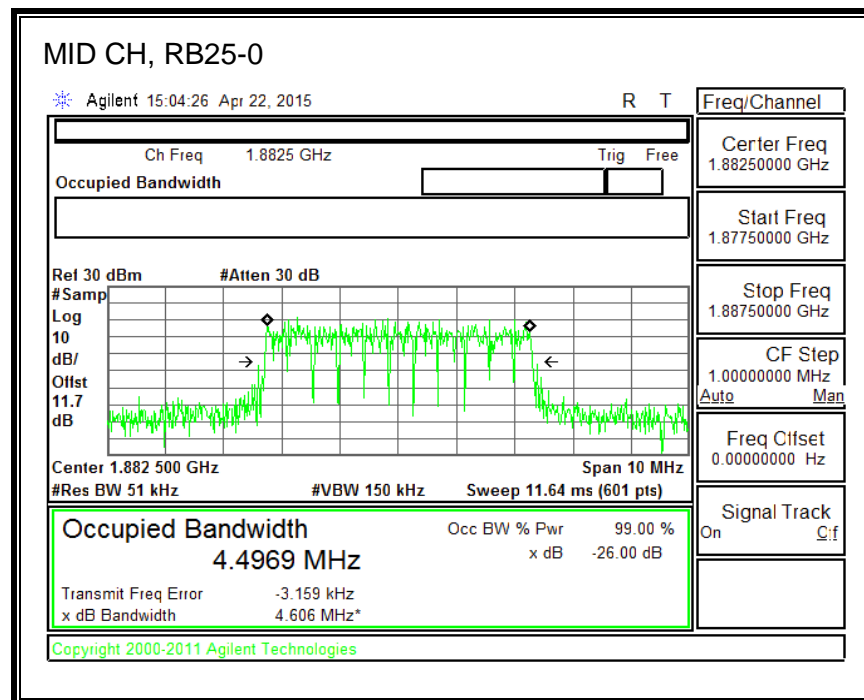 MID CH, RB25-0
Agilent 15:04:26 Apr 22, 2015 R T
Freq/Channel
Ch Freq 1.8825 GHz Trig Free
Occupied Bandwidth
Center Freq
1.88250000 GHz
Start Freq
1.87750000 GHz
Stop Freq
1.88750000 GHz
CF Step
1.00000000 MHz
Auto Man
Freq Offset
0.00000000 Hz
Signal Track
On Off
Ref 30 dBm #Atten 30 dB
#Samp
Log
10
dB/
Offst
11.7
dB
Center 1.882 500 GHz Span 10 MHz
#Res BW 51 kHz #VBW 150 kHz Sweep 11.64 ms (601 pts)
Occupied Bandwidth Occ BW % Pwr 99.00 %
4.4969 MHz x dB -26.00 dB
Transmit Freq Error -3.159 kHz
x dB Bandwidth 4.606 MHz*
Copyright 2000-2011 Agilent Technologies